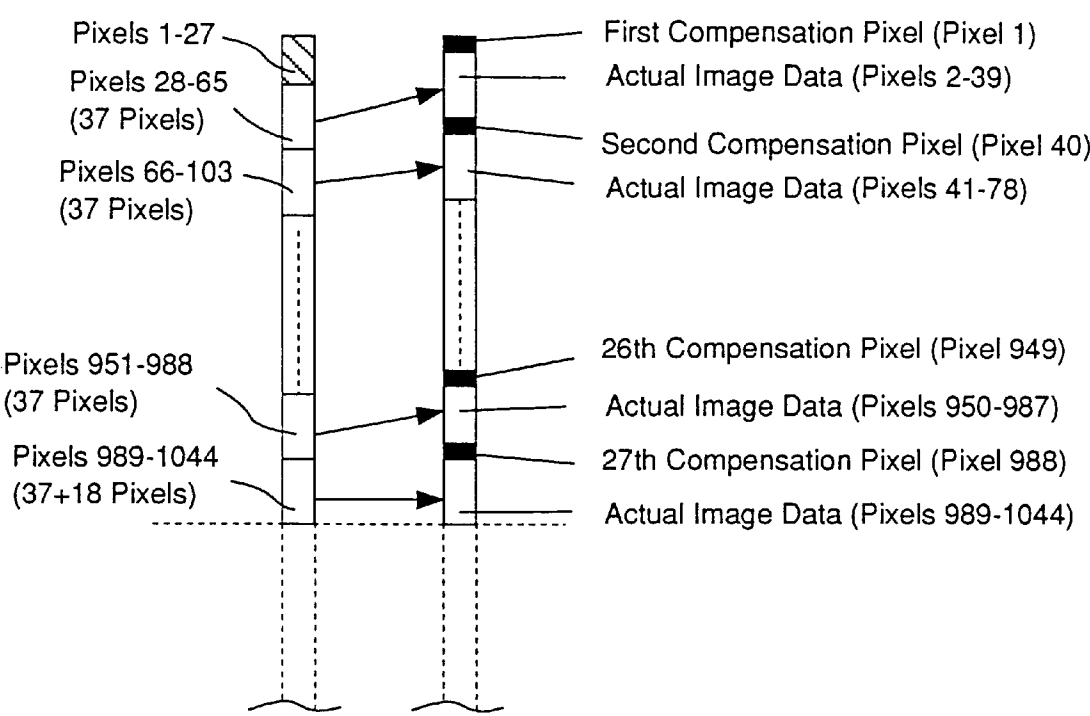 Pixels 1-27
Pixels 28-65
(37 Pixels)
Pixels 66-103
(37 Pixels)
Pixels 951-988
(37 Pixels)
Pixels 989-1044
(37+18 Pixels)
First Compensation Pixel (Pixel 1)
Actual Image Data (Pixels 2-39)
Second Compensation Pixel (Pixel 40)
Actual Image Data (Pixels 41-78)
26th Compensation Pixel (Pixel 949)
Actual Image Data (Pixels 950-987)
27th Compensation Pixel (Pixel 988)
Actual Image Data (Pixels 989-1044)